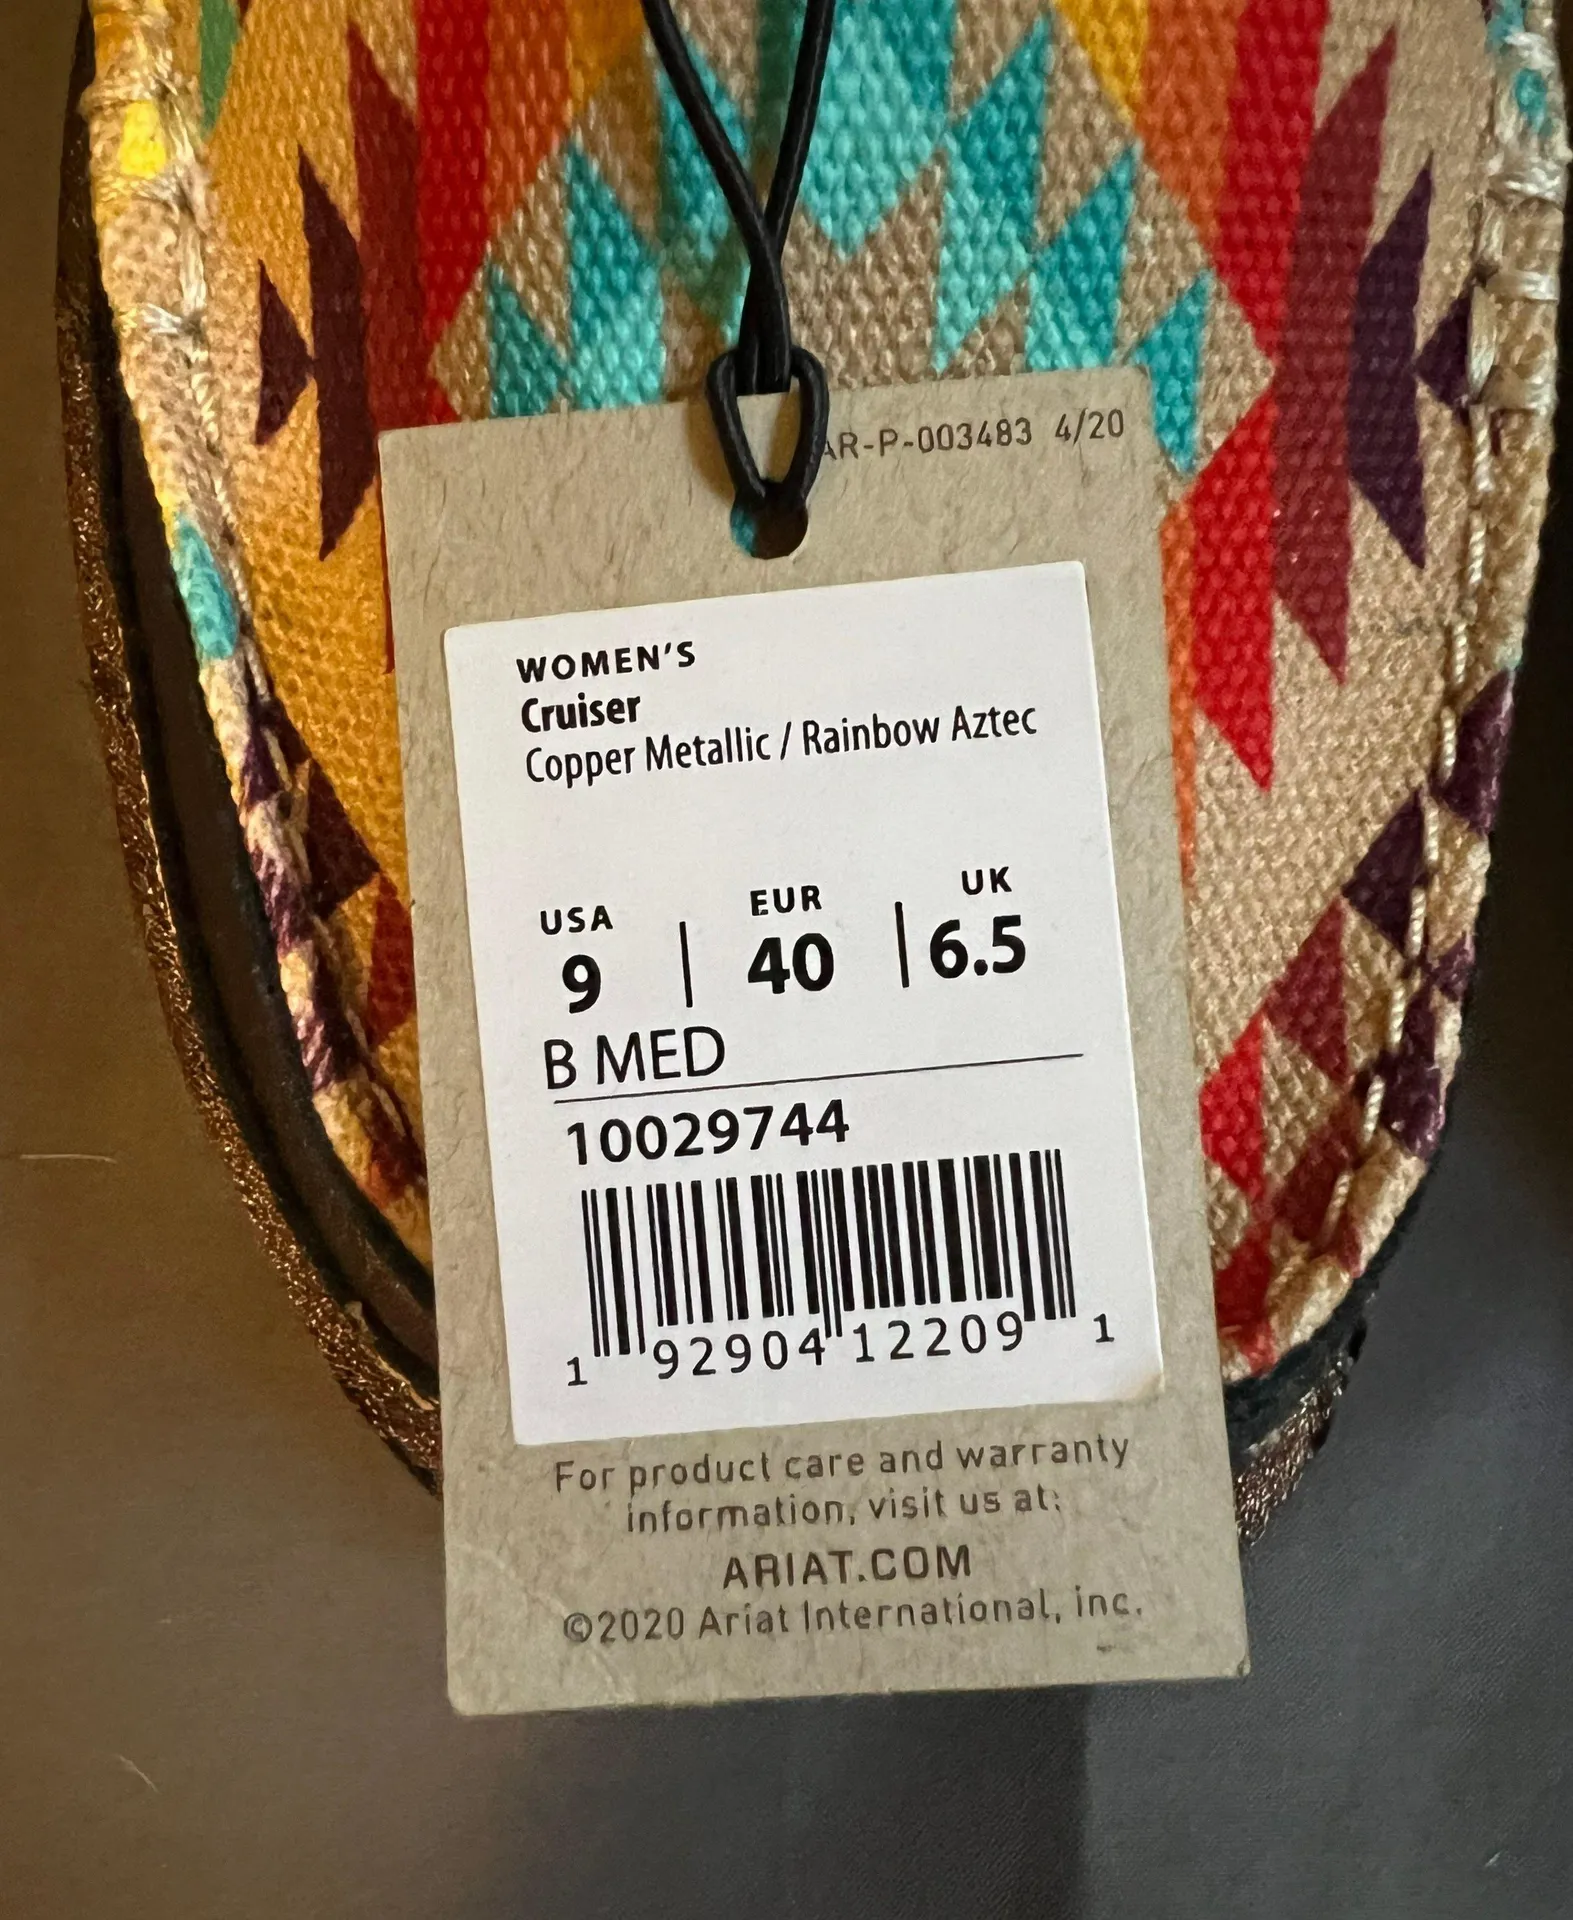 AR-P-003483 4/20
WOMEN'S
Cruiser
Copper Metallic / Rainbow Aztec
USA | EUR | UK
9 | 40 | 6.5
B MED
10029744
1 92904 12209 1
For product care and warranty
information, visit us at:
ARIAT.COM
©2020 Ariat International, inc.